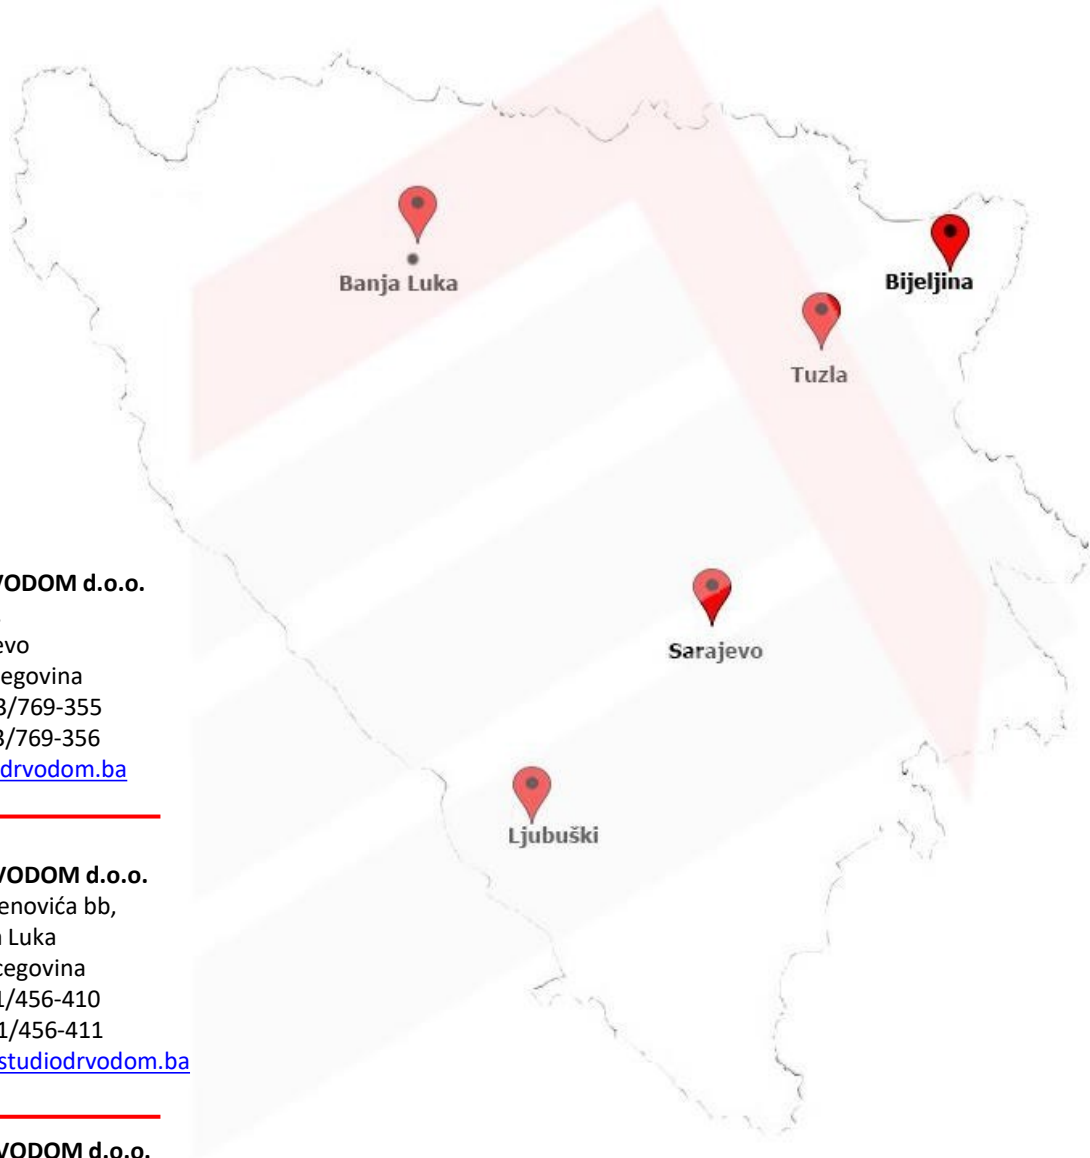 Banja Luka
Bijeljina
Tuzla
Sarajevo
Ljubuški
VODOM d.o.o.
evo
egovina
3/769-355
3/769-356
drvodom.ba
VODOM d.o.o.
enovića bb,
Luka
egovina
1/456-410
1/456-411
studiodrvodom.ba
VODOM d.o.o.